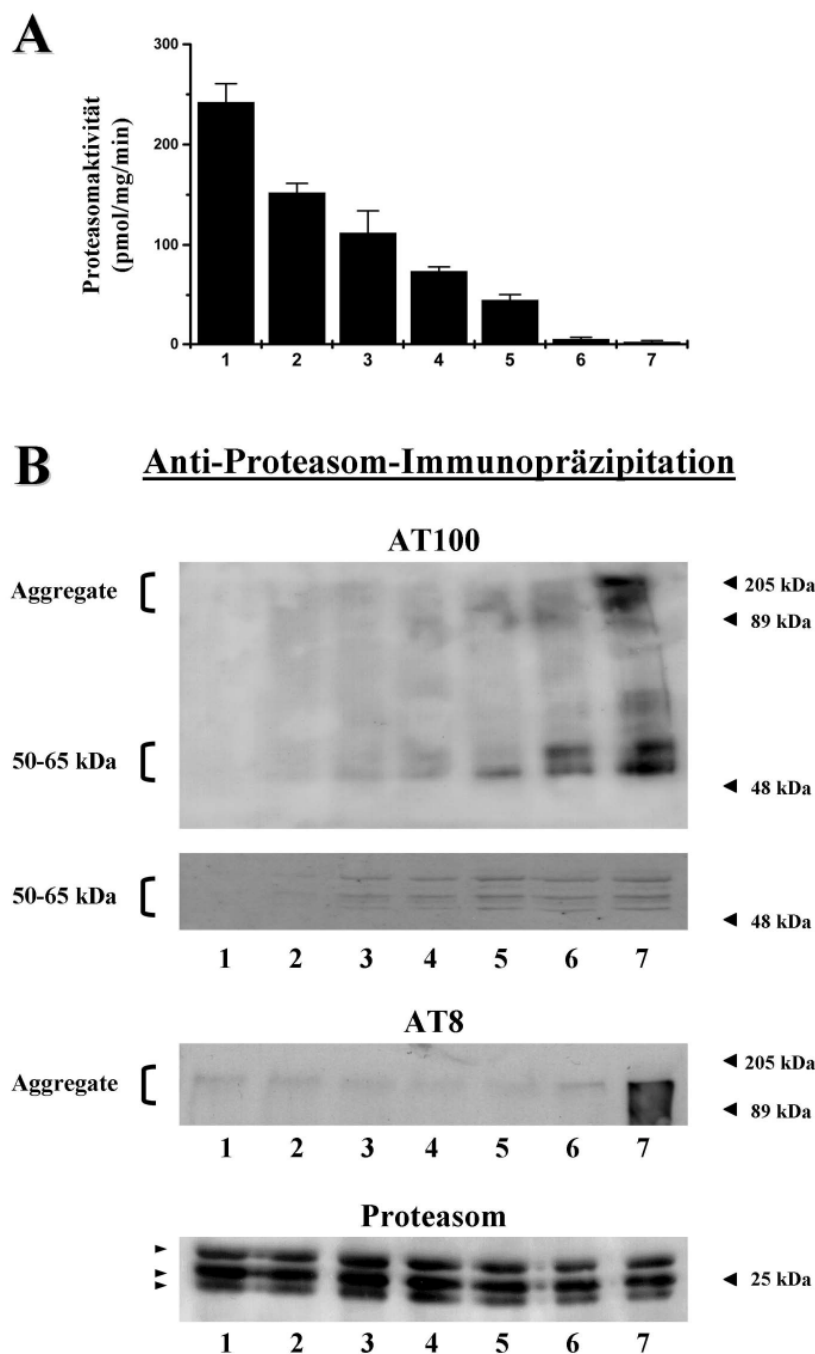 A
Proteasomaktivität
(pmol/mg/min)
300
200
100
0
1 2 3 4 5 6 7
B
Anti-Proteasom-Immunopräzipitation
AT100
Aggregate
205 kDa
89 kDa
50-65 kDa
48 kDa
50-65 kDa
48 kDa
1 2 3 4 5 6 7
AT8
Aggregate
205 kDa
89 kDa
1 2 3 4 5 6 7
Proteasom
25 kDa
1 2 3 4 5 6 7